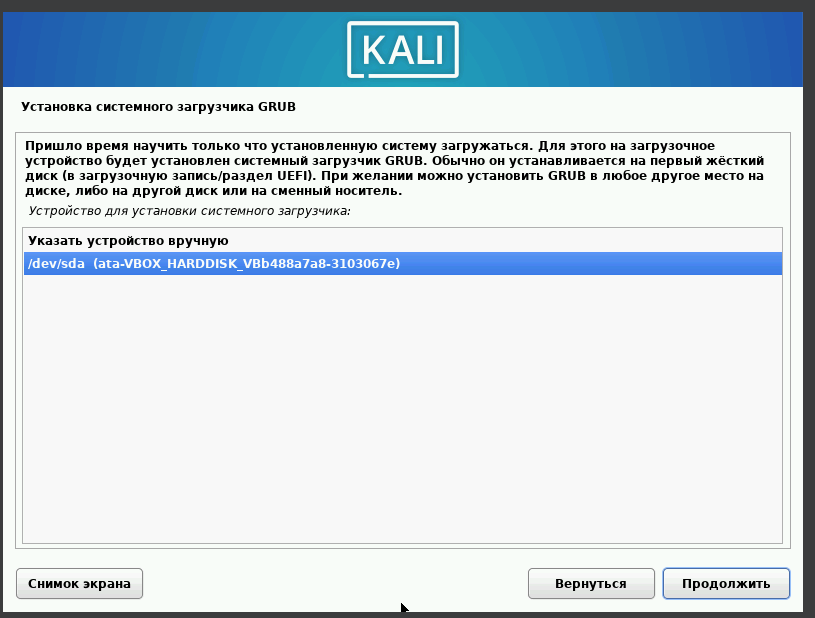 KALI
Установка системного загрузчика GRUB
Пришло время научить только что установленную систему загружаться. Для этого на загрузочное
устройство будет установлен системный загрузчик GRUB. Обычно он устанавливается на первый жёсткий
диск (в загрузочную запись/раздел UEFI). При желании можно установить GRUB в любое другое место на
диске, либо на другой диск или на сменный носитель.
Устройство для установки системного загрузчика:
Указать устройство вручную
/dev/sda (ata-VBOX_HARDDISK_VBb488a7a8-3103067e)
Снимок экрана
Вернуться
Продолжить